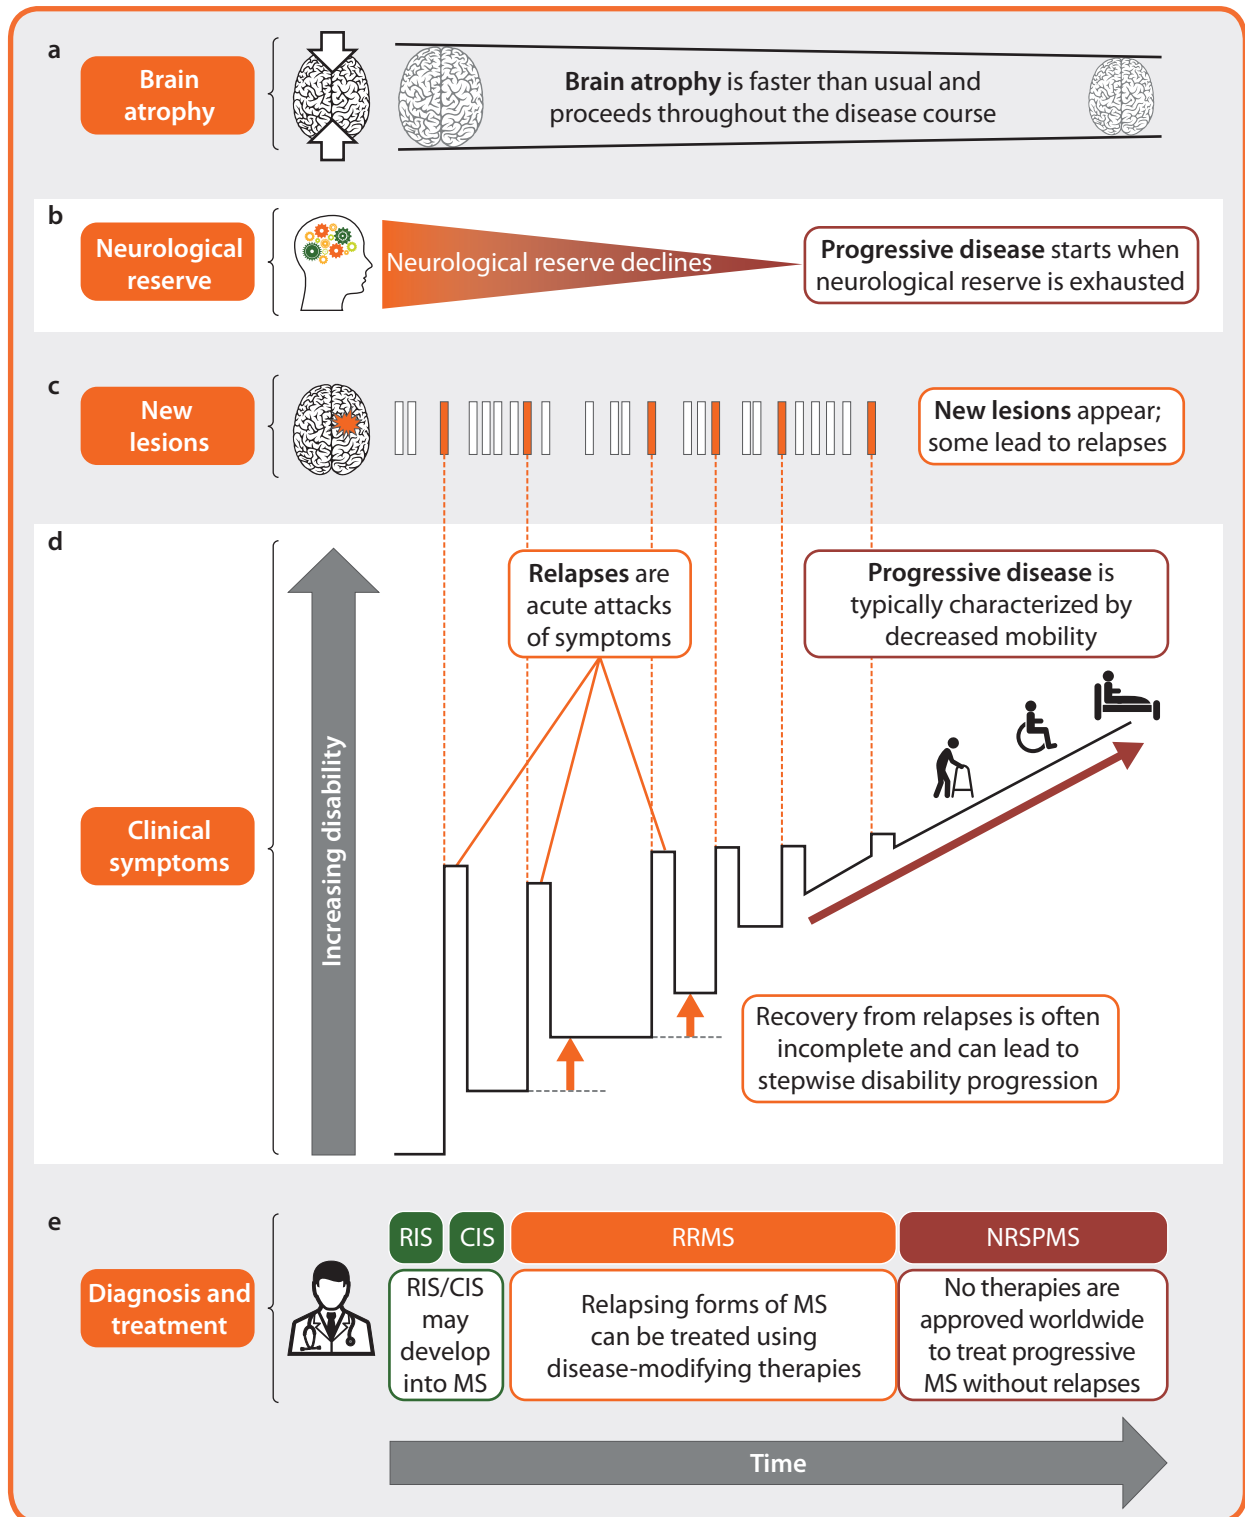 a
Brain
atrophy
Brain atrophy is faster than usual and
proceeds throughout the disease course
b
Neurological
reserve
Neurological reserve declines
Progressive disease starts when
neurological reserve is exhausted
c
New
lesions
New lesions appear;
some lead to relapses
d
Clinical
symptoms
Increasing disability
Relapses are
acute attacks
of symptoms
Progressive disease is
typically characterized by
decreased mobility
Recovery from relapses is often
incomplete and can lead to
stepwise disability progression
e
Diagnosis and
treatment
RIS
CIS
RRMS
NRSPMS
RIS/CIS
may
develop
into MS
Relapsing forms of MS
can be treated using
disease-modifying therapies
No therapies are
approved worldwide
to treat progressive
MS without relapses
Time